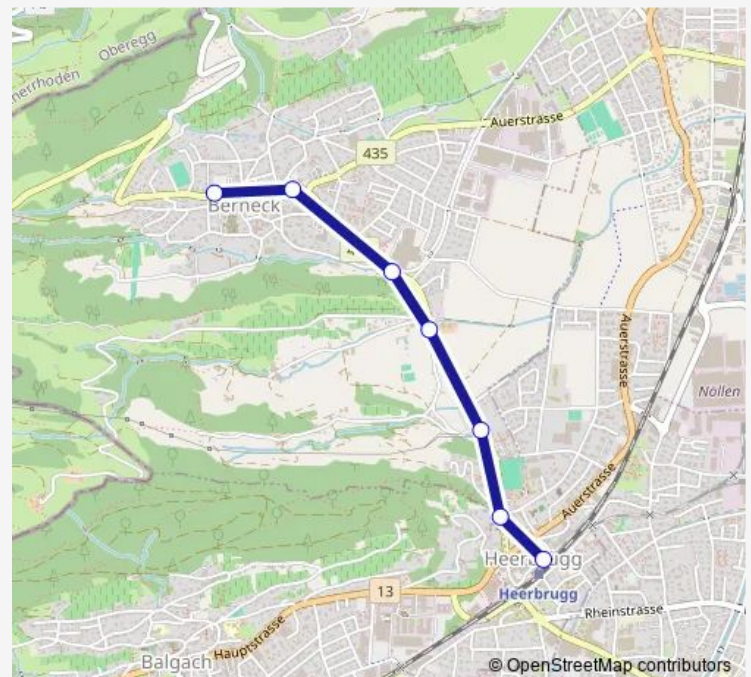 Oberegg
Auerstrasse
435
Berneck
Auerstrasse
Nöllen
Auerstrasse
Heerbrugg
Heerbrugg
13
Rheinstrasse
Hauptstrasse
Balgach
© OpenStreetMap contributors